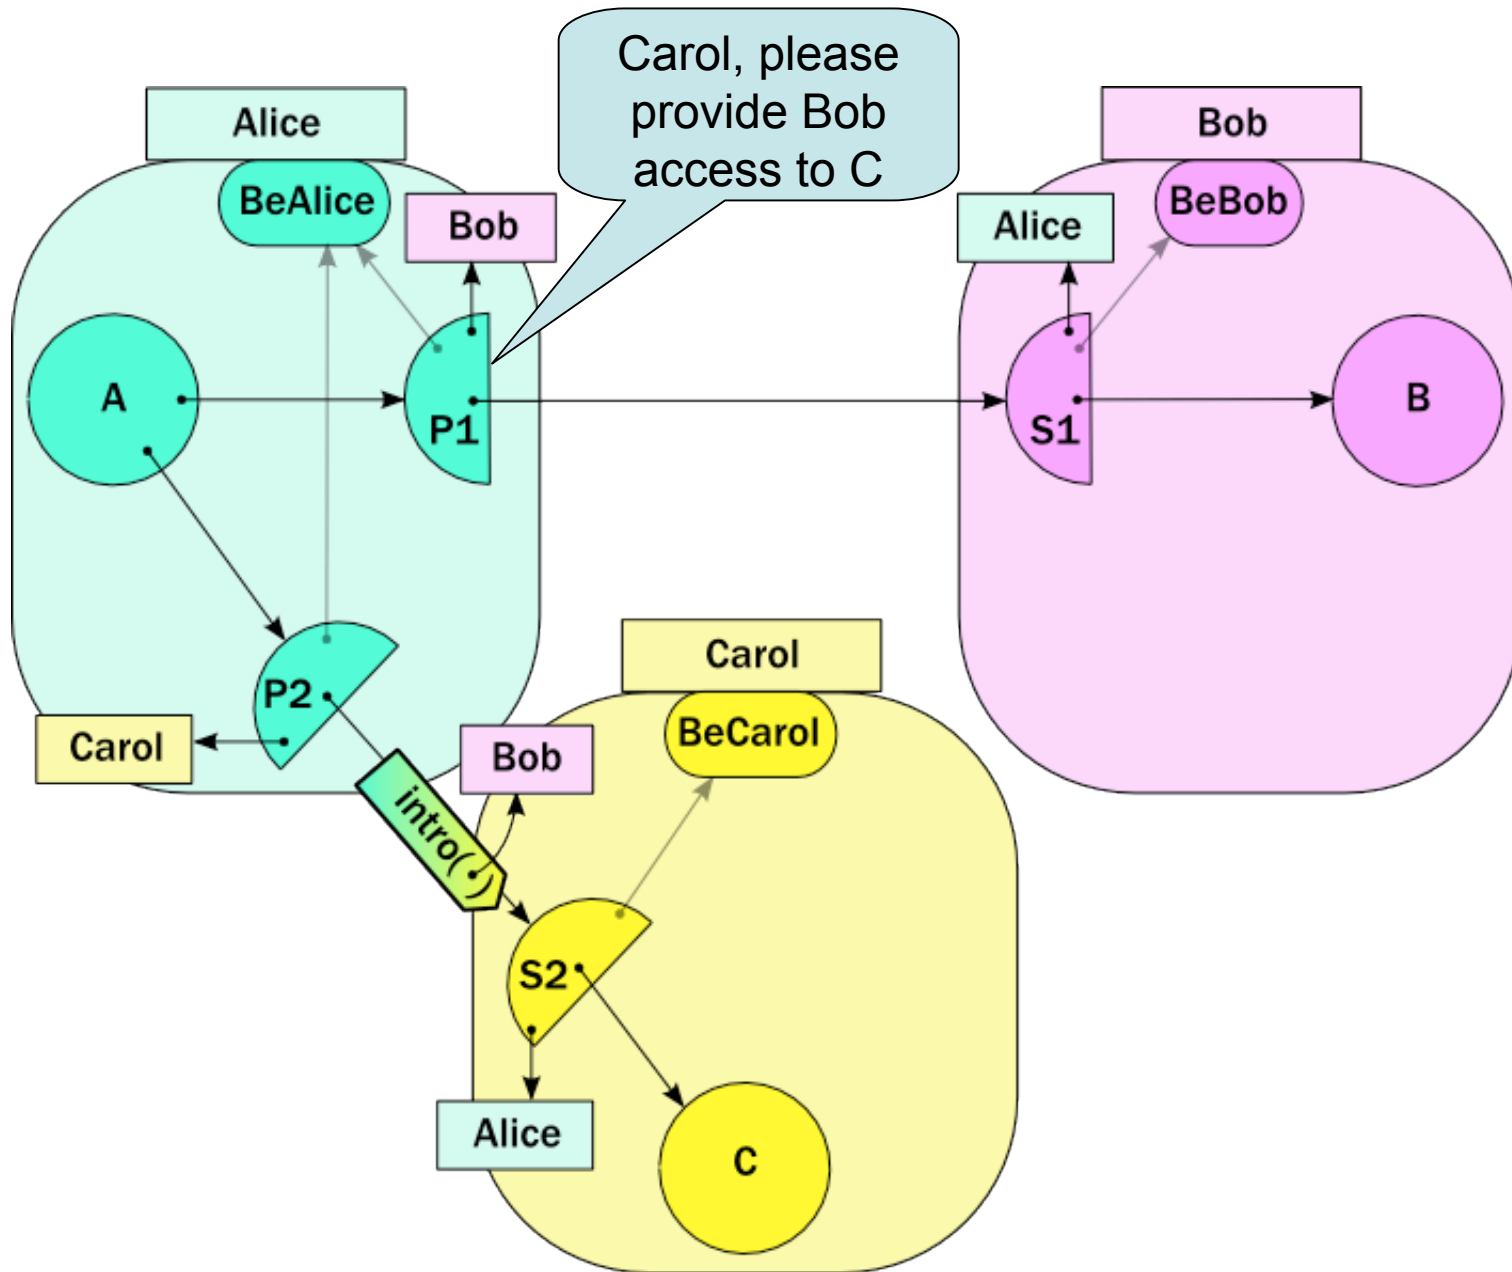 Carol, please
provide Bob
access to C
Alice
Bob
BeAlice
Bob
Alice
BeBob
A
P1
S1
B
P2
Carol
Carol
Bob
BeCarol
intro( )
S2
Alice
C